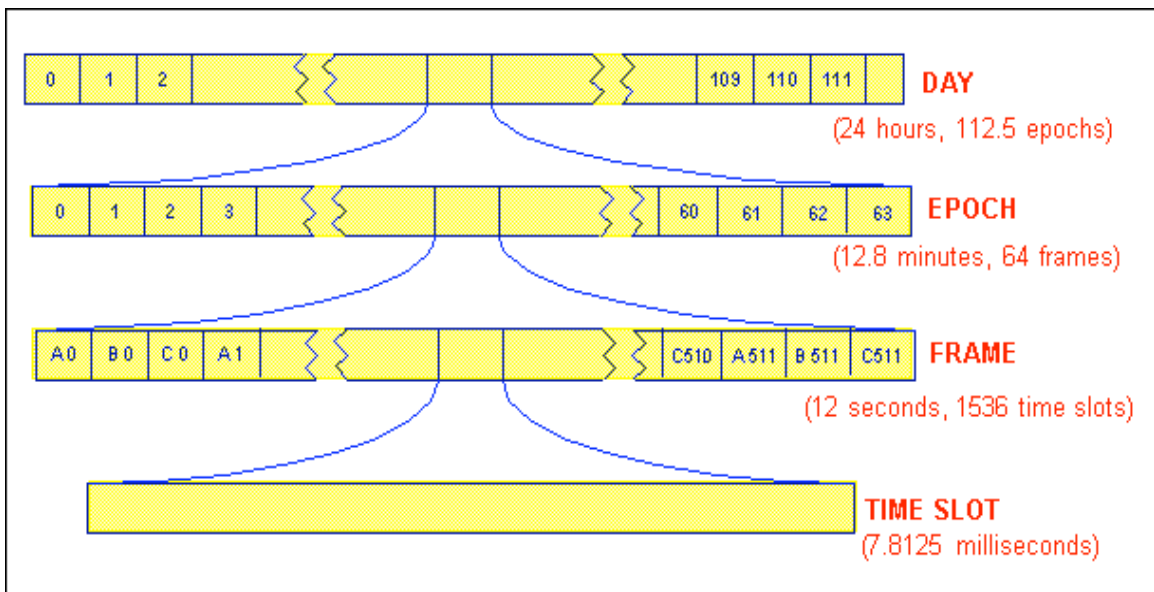 0 1 2 109 110 111 DAY
(24 hours, 112.5 epochs)
0 1 2 3 60 61 62 63 EPOCH
(12.8 minutes, 64 frames)
A0 B0 C0 A1 C510 A511 B511 C511 FRAME
(12 seconds, 1536 time slots)
TIME SLOT
(7.8125 milliseconds)